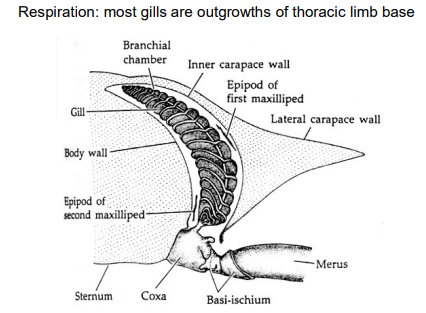 Respiration: most gills are outgrowths of thoracic limb base
Branchial
chamber
Inner carapace wall
Epipod of
first maxilliped
Gill
Lateral carapace wall
Body wall
Epipod of
second maxilliped
Merus
Sternum
Coxa
Basi-ischium